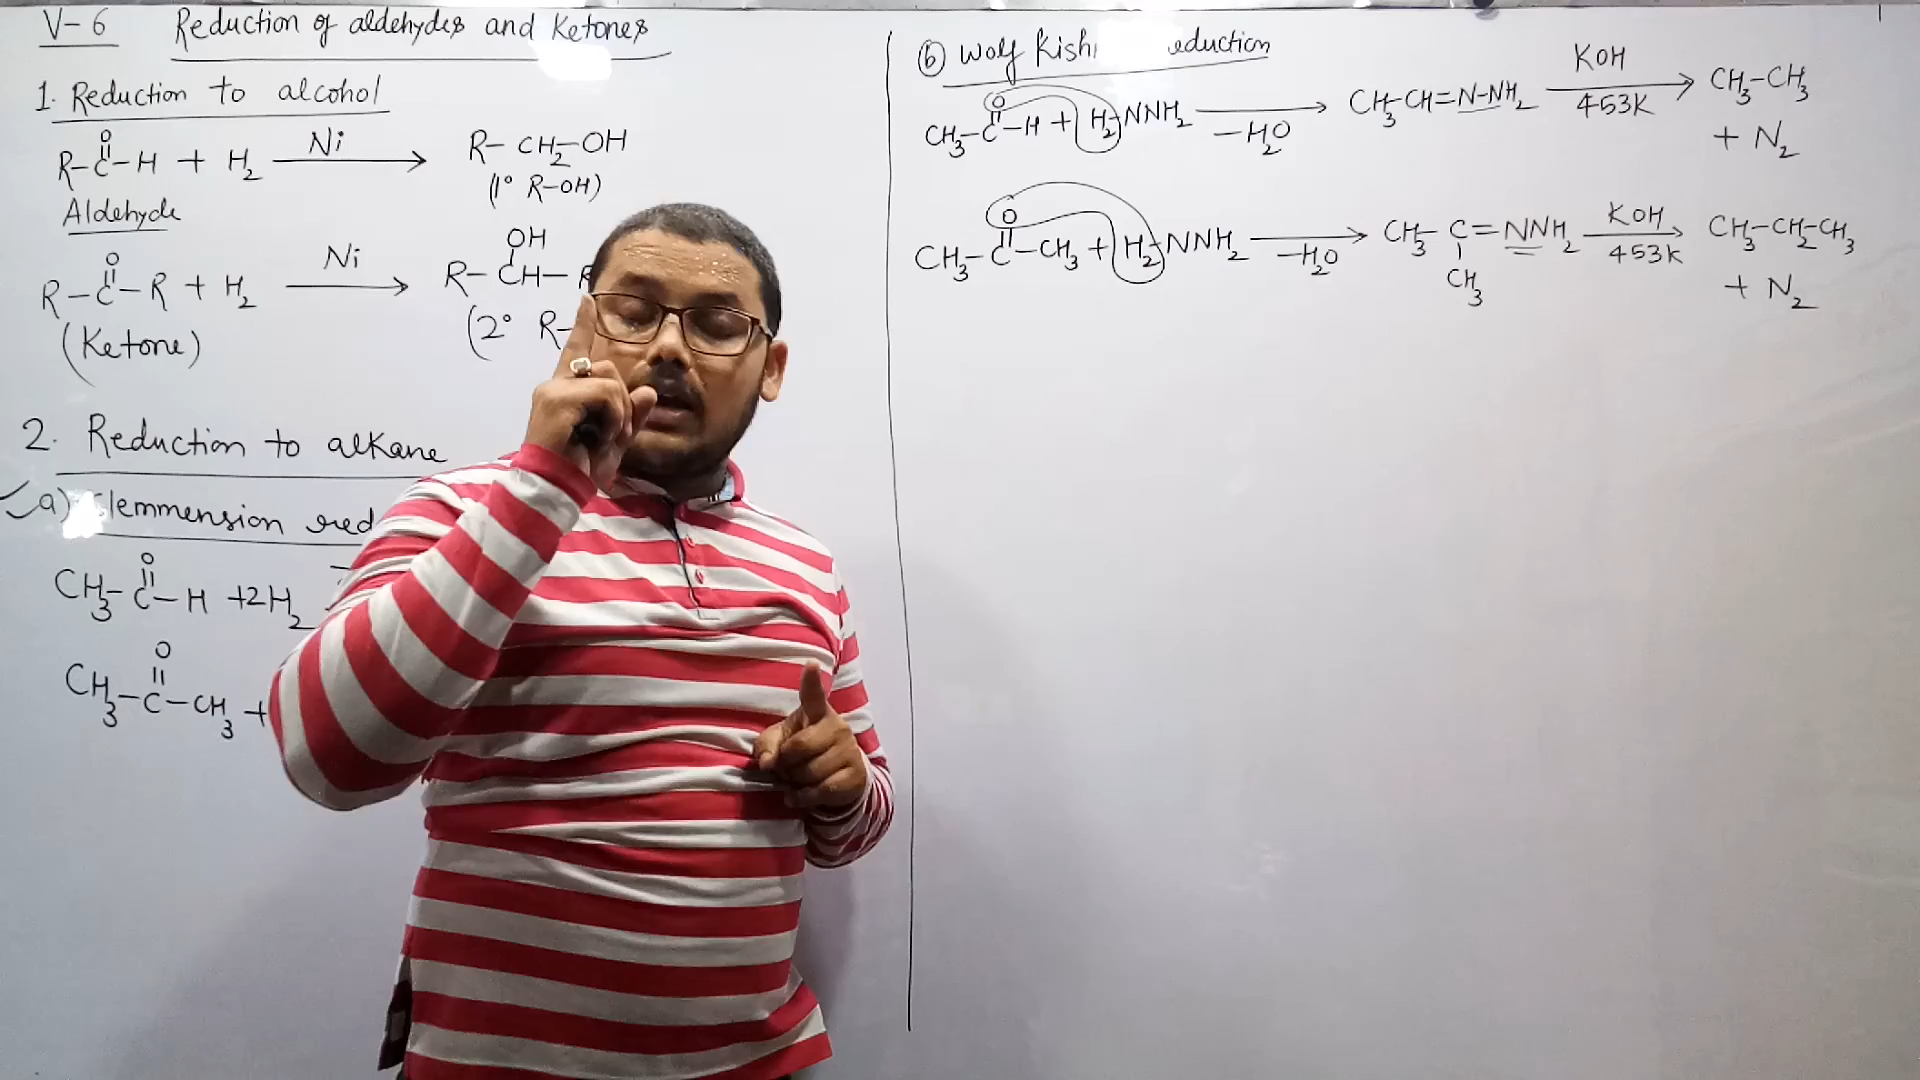 V-6 Reduction of aldehydes and Ketones
1. Reduction to alcohol
O
R-C-H + H2 Ni R-CH2-OH
(1° R-OH)
Aldehyde
OH
O
R-C-R + H2 Ni R-CH-
(Ketone) (2° R-
2. Reduction to alkane
a) lemmension red
O
CH3-C-H +2H2
O
CH3-C-CH3 +
b wolf Kish eduction
O
CH3-C-H + H2NNH2 -H2O CH3-CH=N-NH2 KOH 453K CH3-CH3
+ N2
O
CH3-C-CH3 + H2NNH2 -H2O CH3-C=NNH2 KOH 453K CH3-CH2-CH3
CH3 + N2